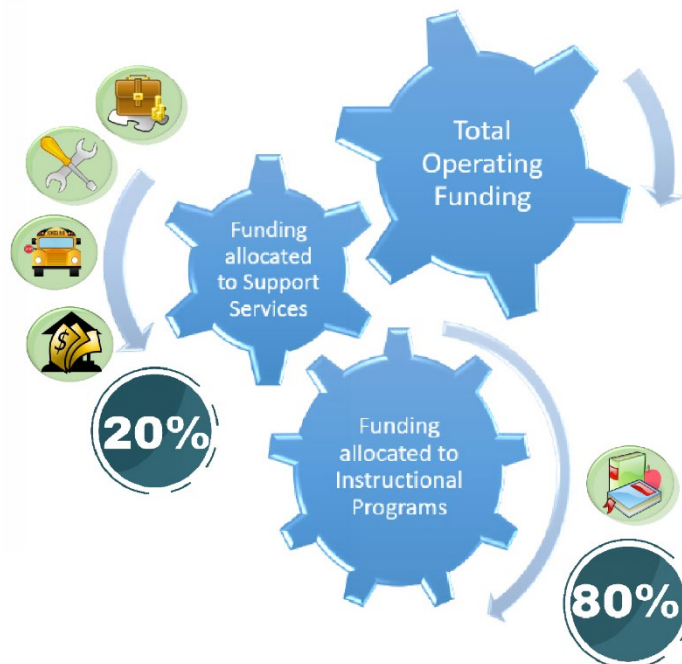 Total
Operating
Funding
Funding
allocated
to Support
Services
20%
Funding
allocated to
Instructional
Programs
80%
$